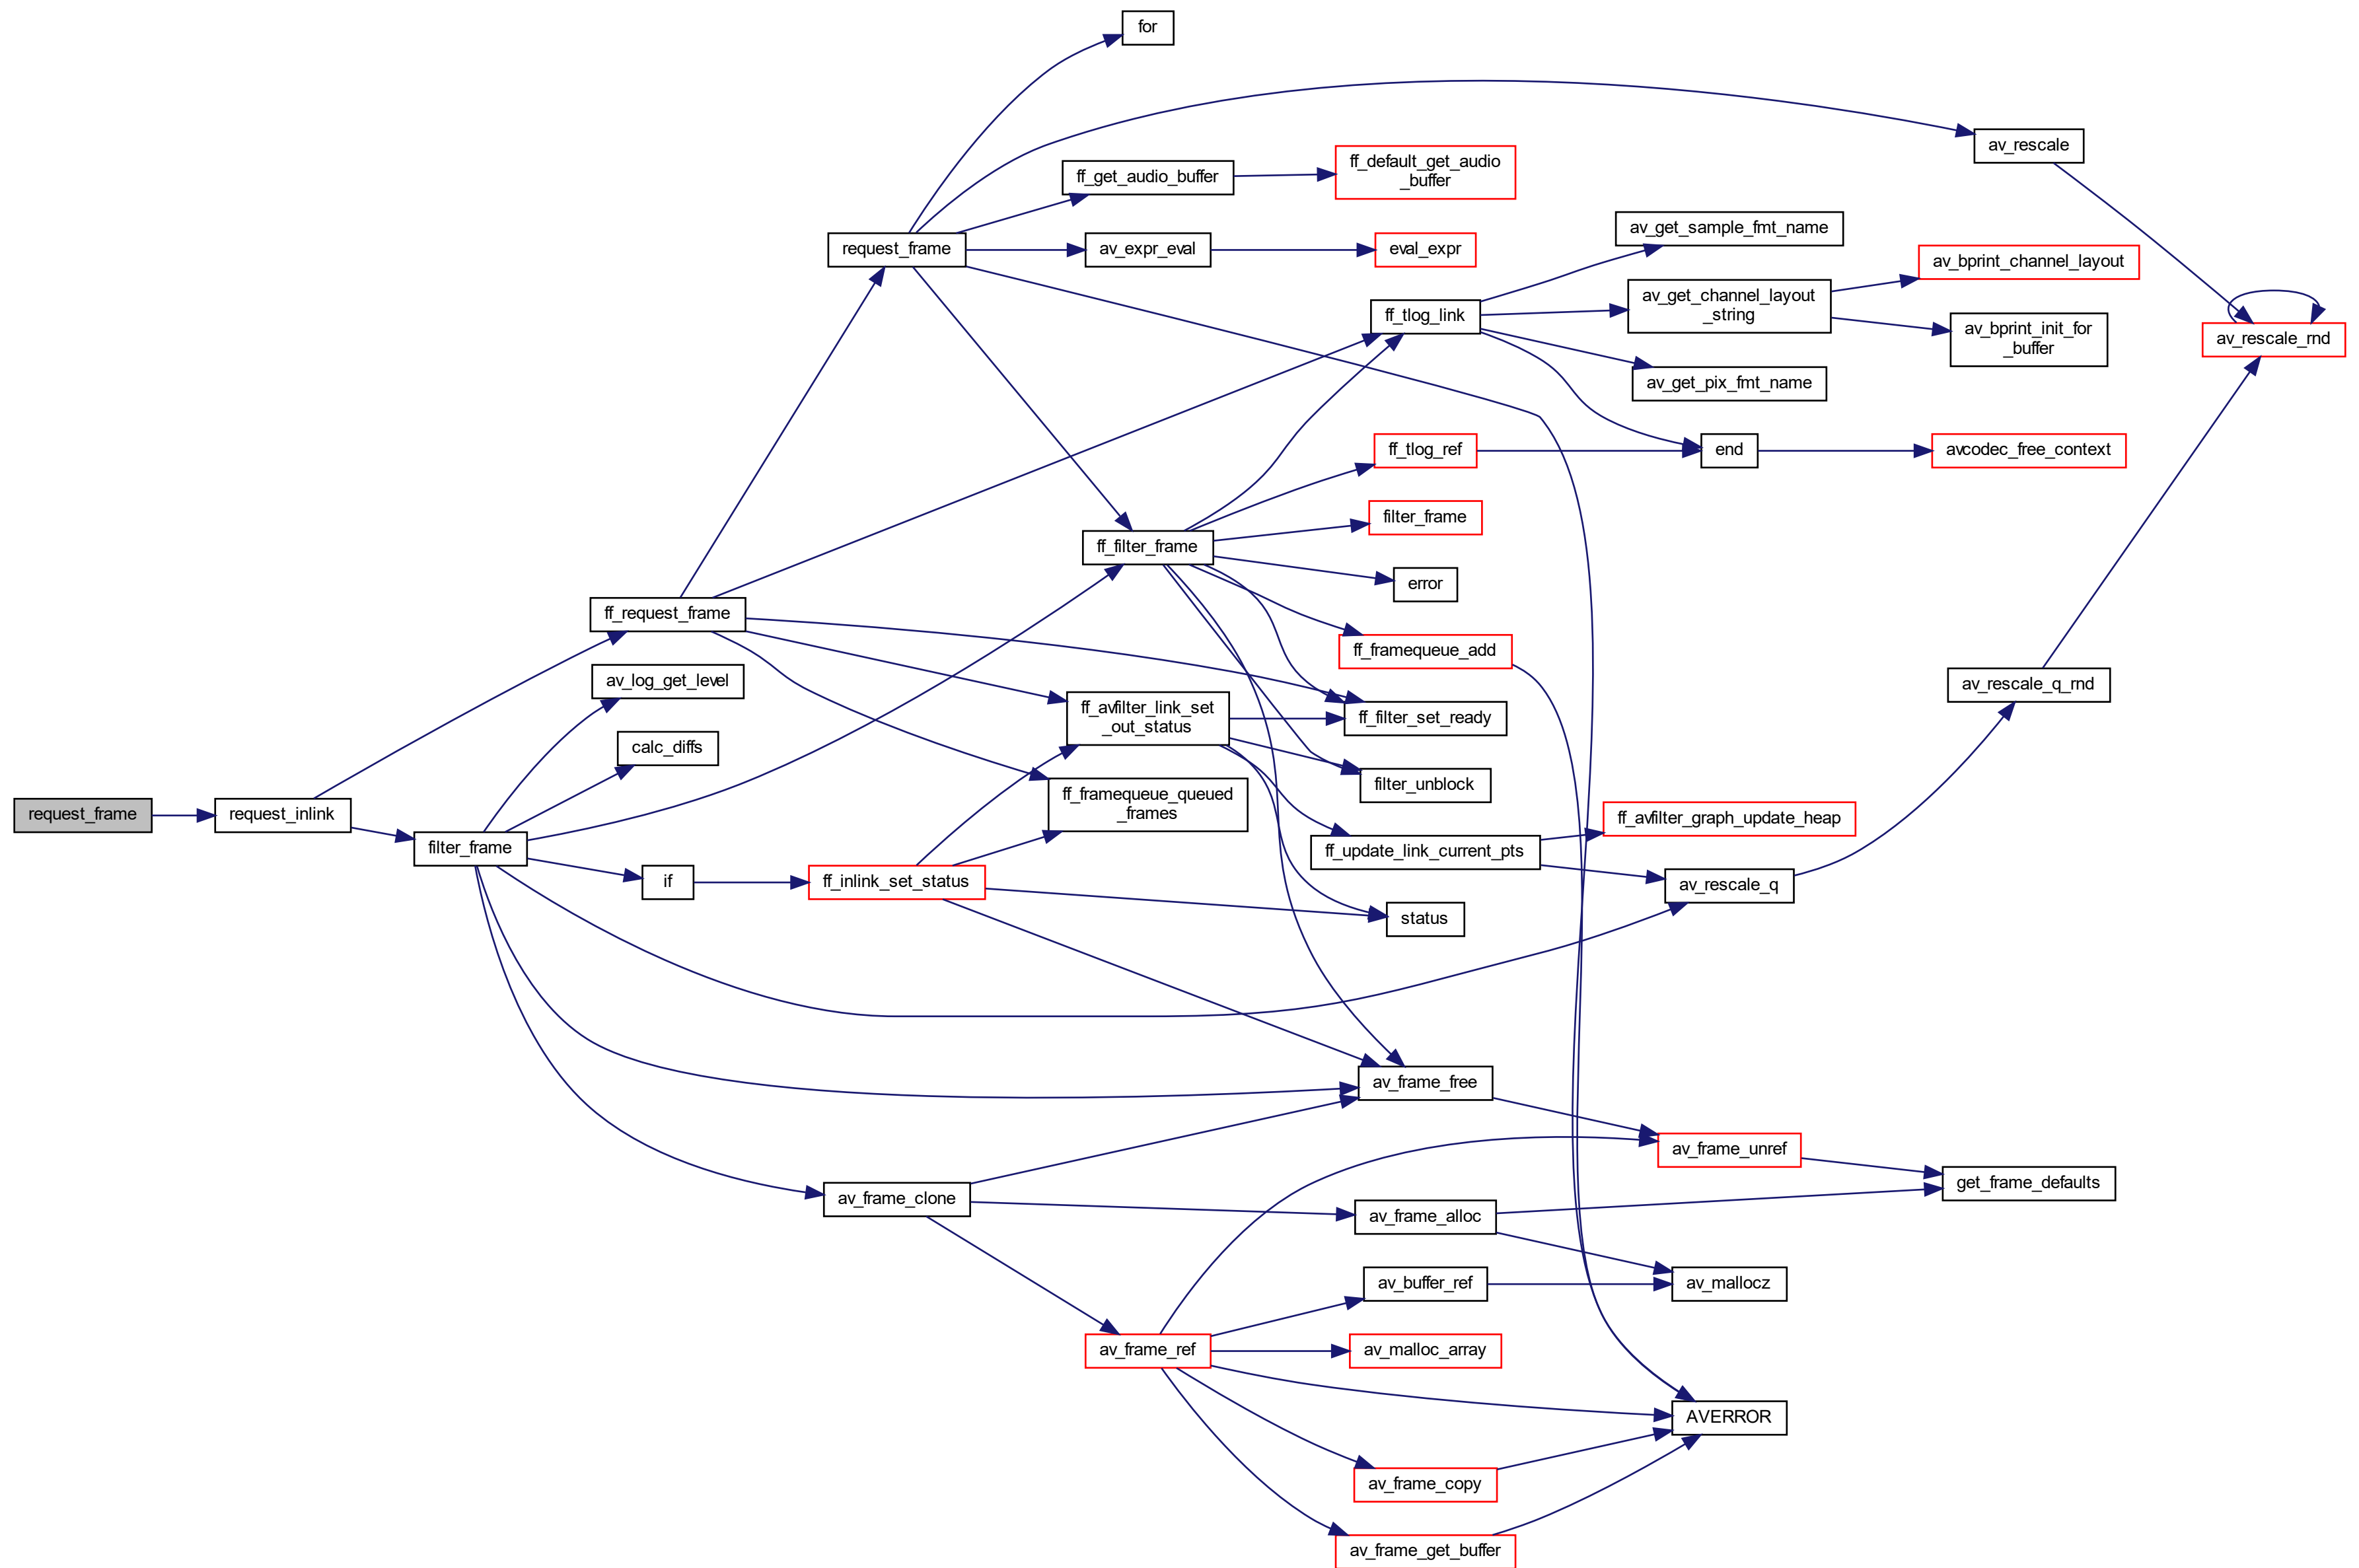 for
av_rescale
ff_get_audio_buffer
ff_default_get_audio
_buffer
request_frame
av_expr_eval
eval_expr
av_get_sample_fmt_name
av_bprint_channel_layout
ff_tlog_link
av_get_channel_layout
_string
av_bprint_init_for
_buffer
av_rescale_rnd
av_get_pix_fmt_name
ff_tlog_ref
end
avcodec_free_context
filter_frame
ff_filter_frame
error
ff_request_frame
ff_framequeue_add
av_log_get_level
av_rescale_q_rnd
ff_avfilter_link_set
_out_status
ff_filter_set_ready
calc_diffs
filter_unblock
request_frame
request_inlink
ff_framequeue_queued
_frames
ff_avfilter_graph_update_heap
filter_frame
ff_update_link_current_pts
if
ff_inlink_set_status
av_rescale_q
status
av_frame_free
av_frame_unref
av_frame_clone
get_frame_defaults
av_frame_alloc
av_buffer_ref
av_mallocz
av_frame_ref
av_malloc_array
AVERROR
av_frame_copy
av_frame_get_buffer